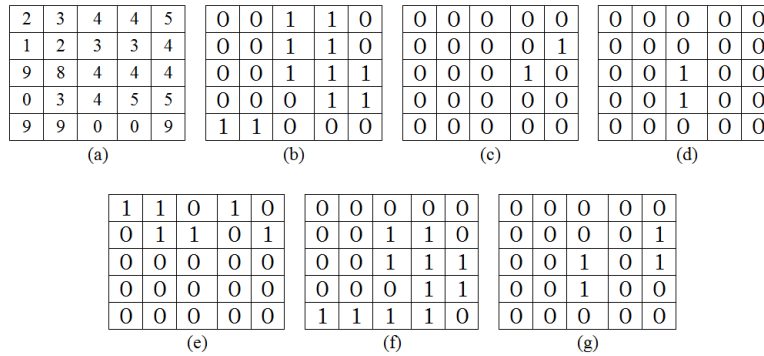 2 3 4 4 5 0 0 1 1 0 0 0 0 0 0 0 0 0 0 0
1 2 3 3 4 0 0 1 1 0 0 0 0 0 1 0 0 0 0 0
9 8 4 4 4 0 0 1 1 1 0 0 0 1 0 0 0 1 0 0
0 3 4 5 5 0 0 0 1 1 0 0 0 0 0 0 0 1 0 0
9 9 0 0 9 1 1 0 0 0 0 0 0 0 0 0 0 0 0 0
(a) (b) (c) (d)
1 1 0 1 0 0 0 0 0 0 0 0 0 0 0
0 1 1 0 1 0 0 1 1 0 0 0 0 0 1
0 0 0 0 0 0 0 1 1 1 0 0 1 0 1
0 0 0 0 0 0 0 0 1 1 0 0 1 0 0
0 0 0 0 0 1 1 1 1 0 0 0 0 0 0
(e) (f) (g)